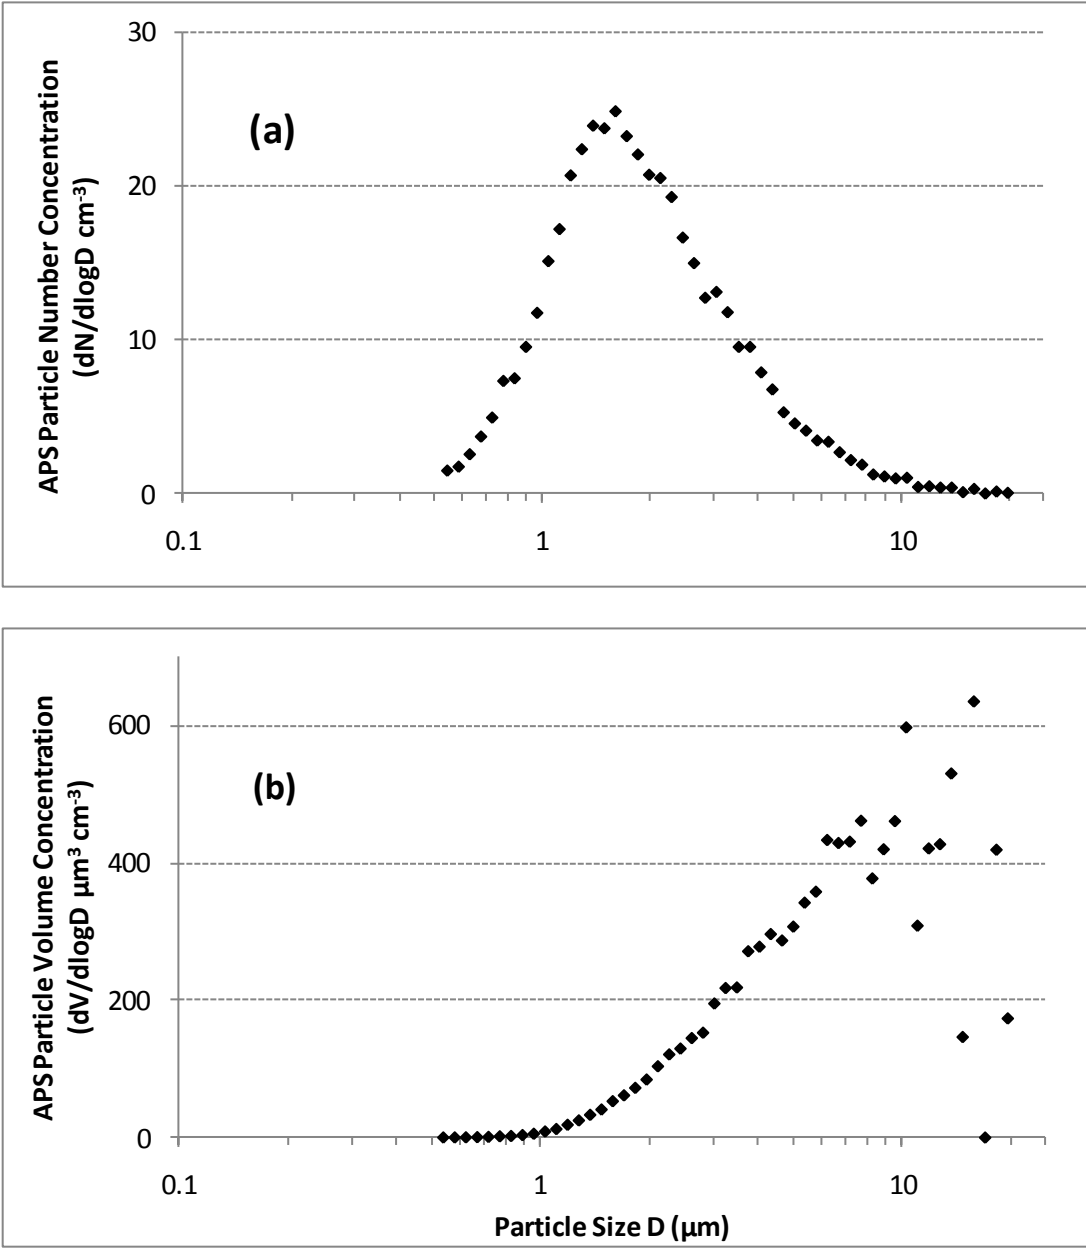 APS Particle Number Concentration
(dN/dlogD cm-3)
30
20
10
0
(a)
0.1 1 10
APS Particle Volume Concentration
(dV/dlogD µm³ cm-3)
600
400
200
0
(b)
0.1 1 10
Particle Size D (µm)